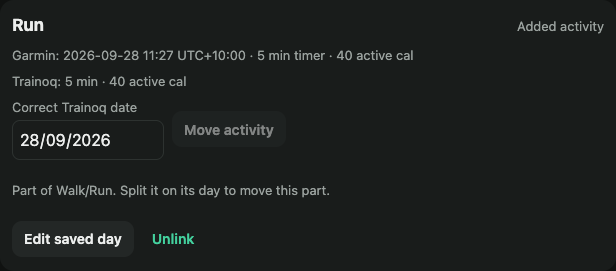 Run
Added activity
Garmin: 2026-09-28 11:27 UTC+10:00 · 5 min timer · 40 active cal
Trainoq: 5 min · 40 active cal
Correct Trainoq date
28/09/2026
Move activity
Part of Walk/Run. Split it on its day to move this part.
Edit saved day
Unlink